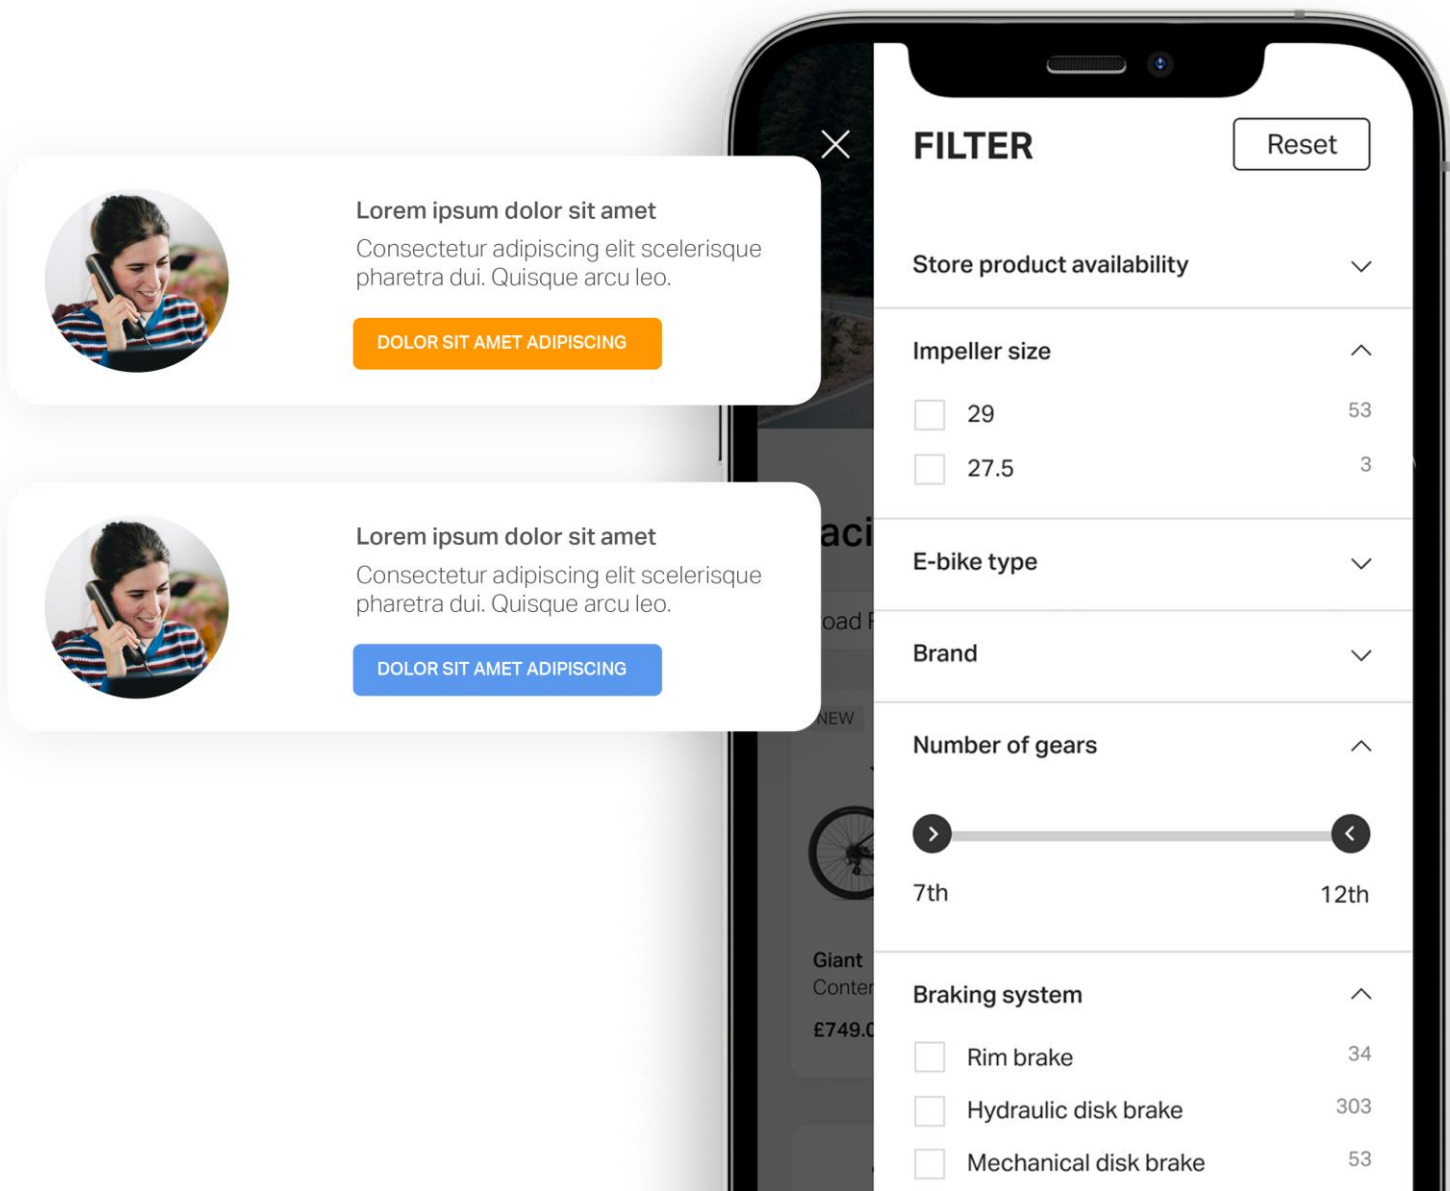 FILTER
Reset
Lorem ipsum dolor sit amet
Consectetur adipiscing elit scelerisque
pharetra dui. Quisque arcu leo.
DOLOR SIT AMET ADIPISCING
Lorem ipsum dolor sit amet
Consectetur adipiscing elit scelerisque
pharetra dui. Quisque arcu leo.
DOLOR SIT AMET ADIPISCING
NEW
Giant
Store product availability
Impeller size
29 53
27.5 3
E-bike type
Brand
Number of gears
7th 12th
Braking system
Rim brake 34
Hydraulic disk brake 303
Mechanical disk brake 53